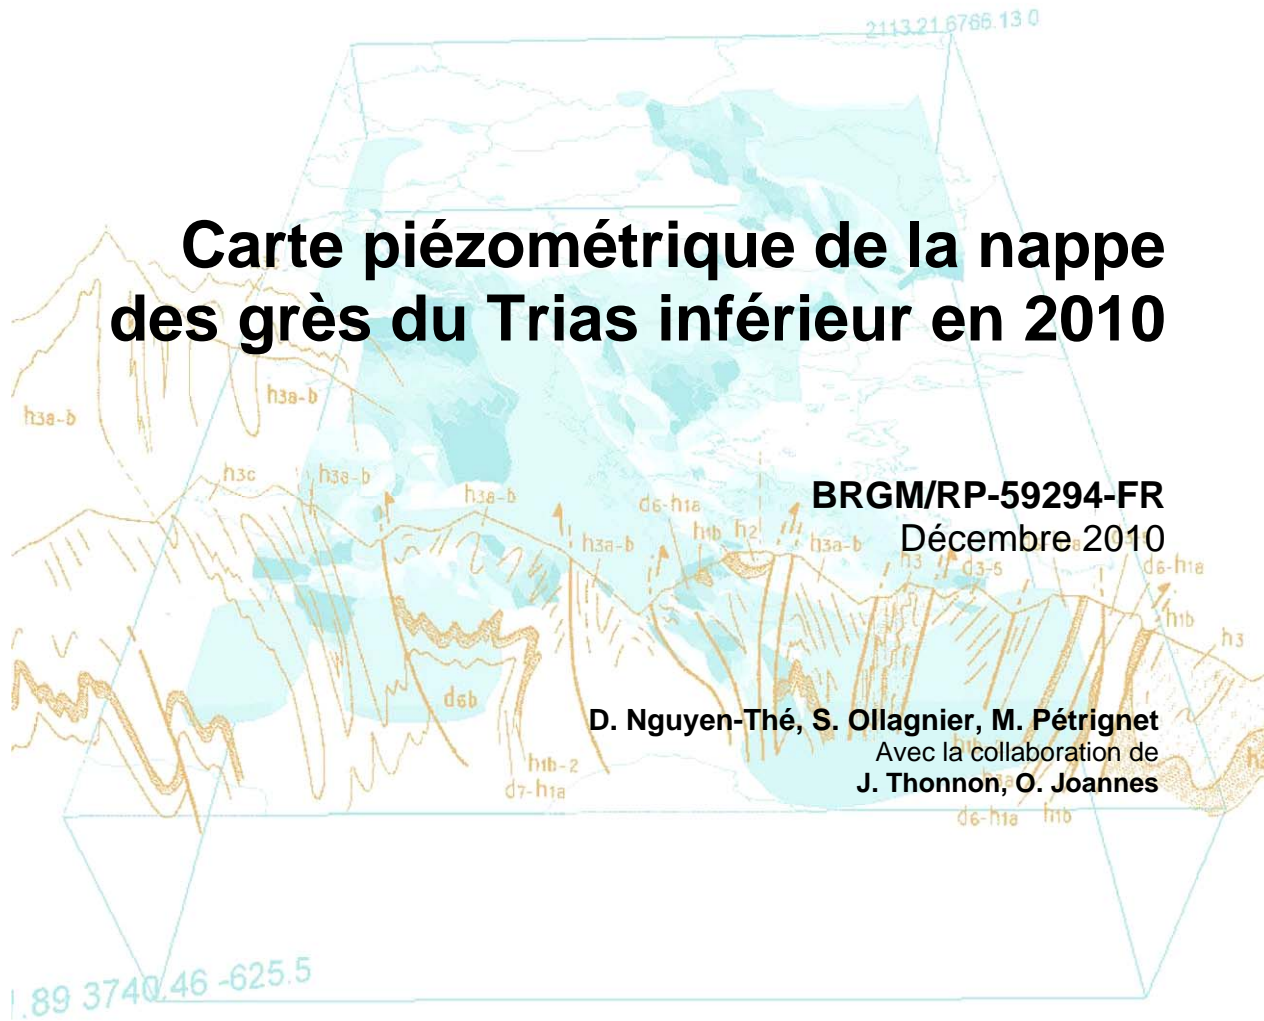 2113.21 6766.13 0
Carte piézométrique de la nappe
des grès du Trias inférieur en 2010
h3a-b
h3a-b
h3c
h3a-b
h3a-b
d6-h1a
h1b
h2
h3a-b
h3a-b
h3
d3-5
d6-h1a
h1b
h3
BRGM/RP-59294-FR
Décembre 2010
d6b
D. Nguyen-Thé, S. Ollagnier, M. Pétrignet
Avec la collaboration de
J. Thonnon, O. Joannes
h1b-2
d7-h1a
d6-h1a
h1b
.89 3740.46 -625.5